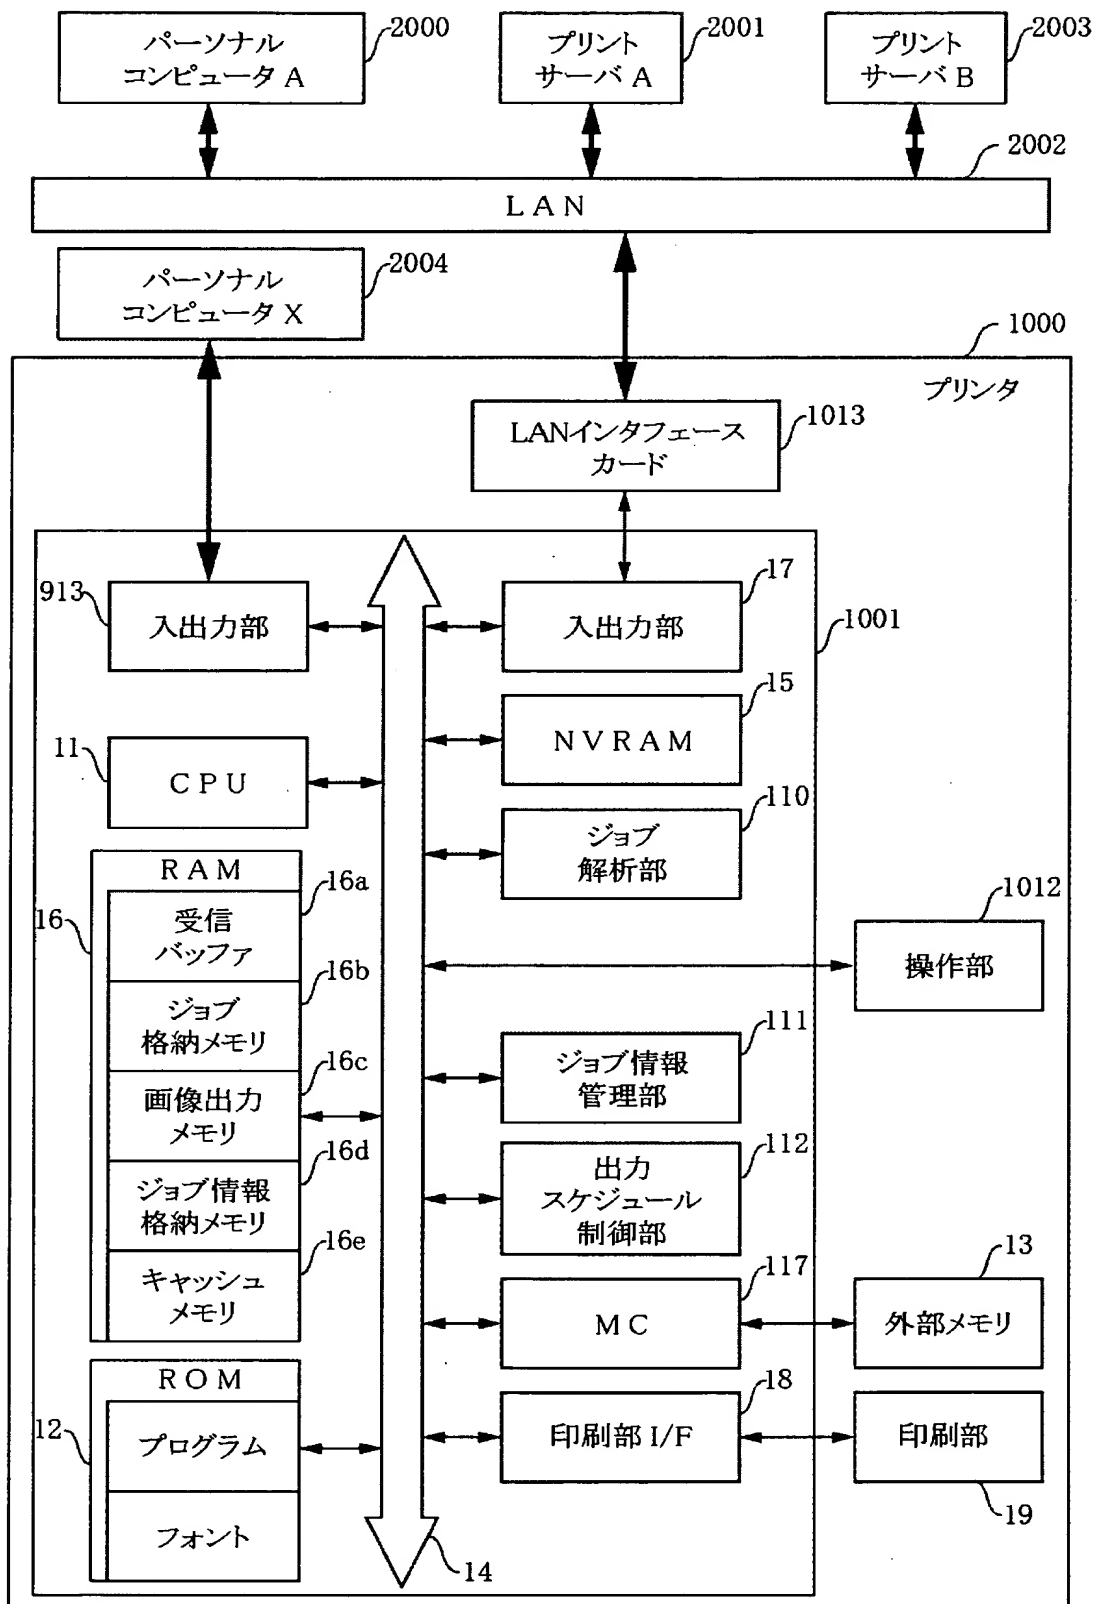 パーソナル
コンピュータ A
2000
プリント
サーバ A
2001
プリント
サーバ B
2003
2002
LAN
パーソナル
コンピュータ X
2004
1000
プリンタ
LANインタフェース
カード
1013
913
入出力部
入出力部
17
1001
NVRAM
15
11
CPU
ジョブ
解析部
110
RAM
16
受信
バッファ
16a
ジョブ
格納メモリ
16b
画像出力
メモリ
16c
ジョブ情報
格納メモリ
16d
キャッシュ
メモリ
16e
1012
操作部
ジョブ情報
管理部
111
出力
スケジュール
制御部
112
MC
117
13
外部メモリ
ROM
12
プログラム
フォント
印刷部 I/F
18
印刷部
19
14